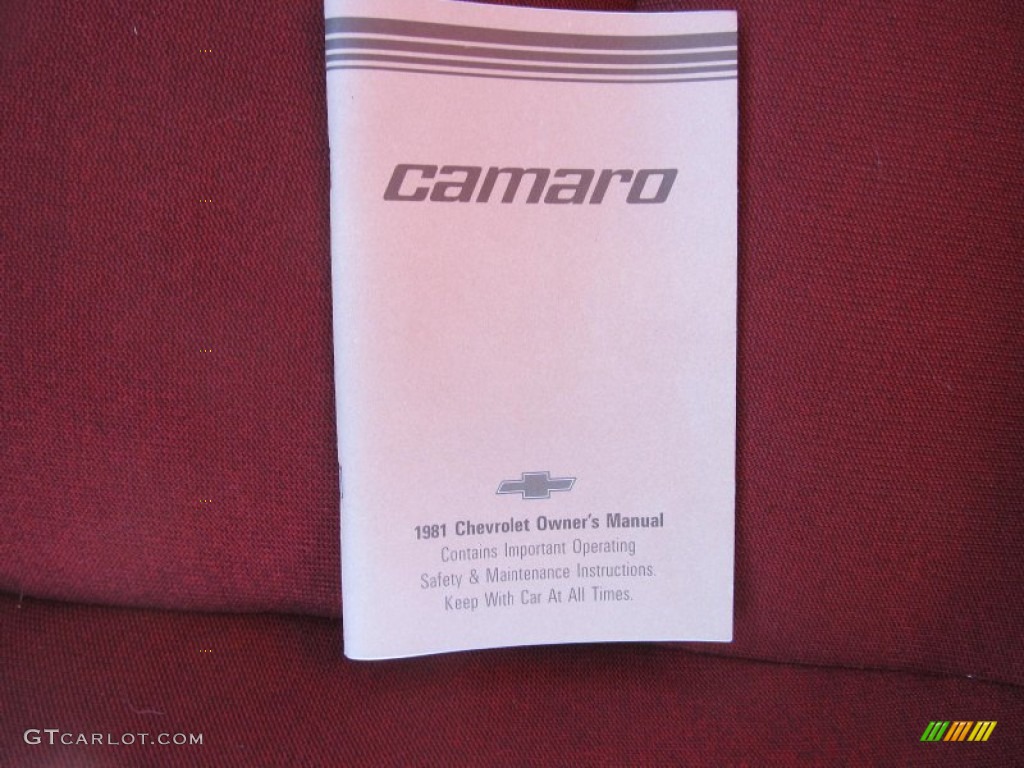 camaro
1981 Chevrolet Owner's Manual
Contains Important Operating
Safety & Maintenance Instructions.
Keep With Car At All Times.
GTCARLOT.COM